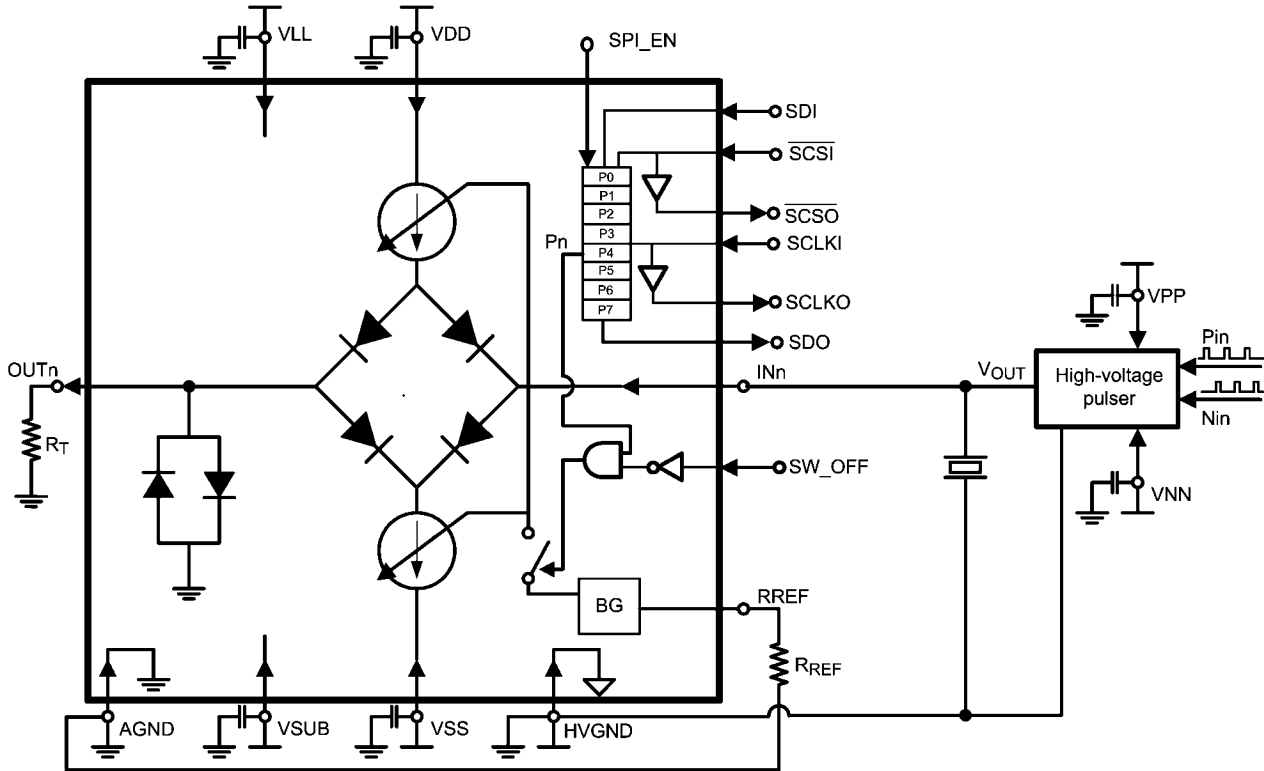 VLL
VDD
SPI_EN
SDI
SCSI
P0
P1
P2
SCSO
P3
Pn
SCLKI
P4
P5
P6
SCLKO
P7
VPP
SDO
Pin
OUTn
INn
VOUT
High-voltage
pulser
Nin
RT
SW_OFF
VNN
BG
RREF
RREF
AGND
VSUB
VSS
HVGND